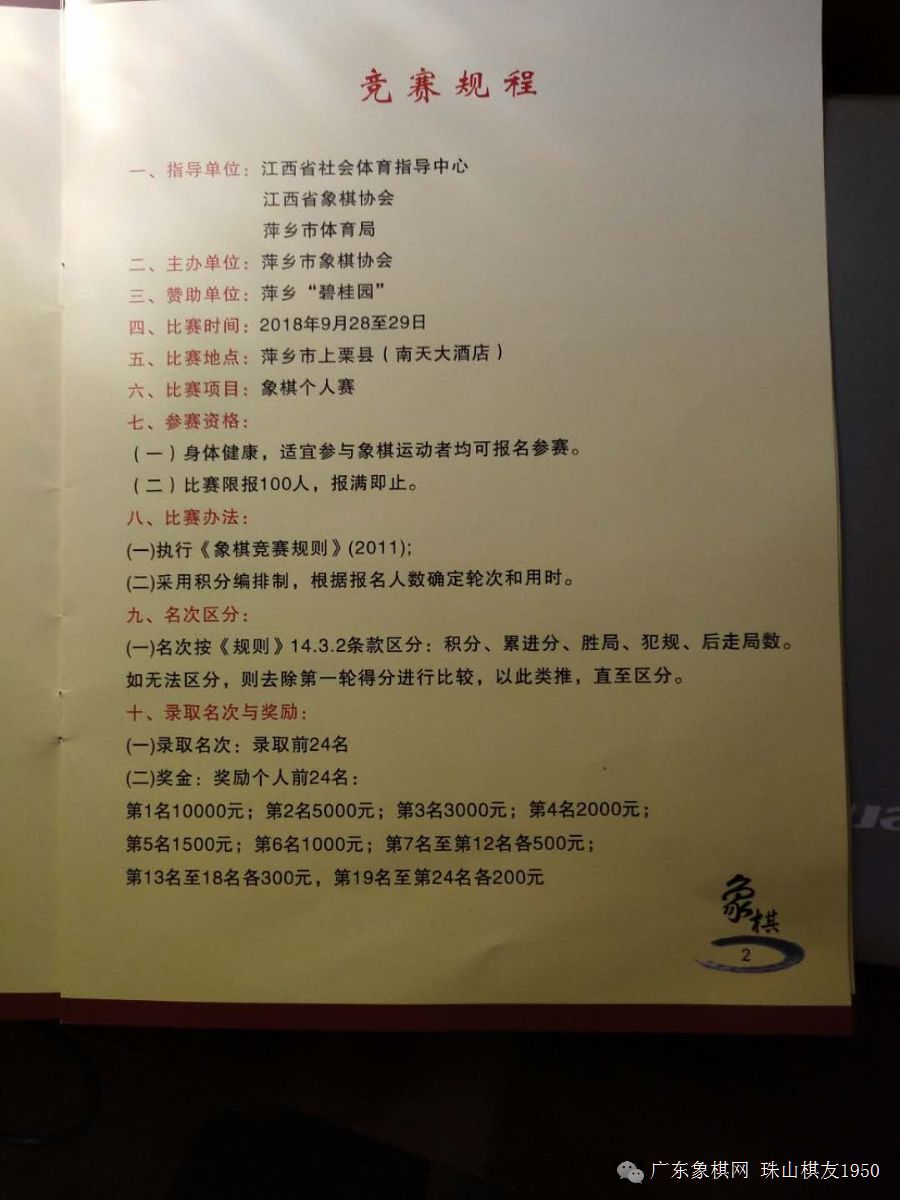 竞赛规程
一、指导单位：江西省社会体育指导中心
江西省象棋协会
萍乡市体育局
二、主办单位：萍乡市象棋协会
三、赞助单位：萍乡“碧桂园”
四、比赛时间：2018年9月28至29日
五、比赛地点：萍乡市上栗县（南天大酒店）
六、比赛项目：象棋个人赛
七、参赛资格：
（一）身体健康，适宜参与象棋运动者均可报名参赛。
（二）比赛限报100人，报满即止。
八、比赛办法：
(一)执行《象棋竞赛规则》(2011);
(二)采用积分编排制，根据报名人数确定轮次和用时。
九、名次区分：
(一)名次按《规则》14.3.2条款区分：积分、累进分、胜局、犯规、后走局数。
如无法区分，则去除第一轮得分进行比较，以此类推，直至区分。
十、录取名次与奖励：
(一)录取名次：录取前24名
(二)奖金：奖励个人前24名：
第1名10000元；第2名5000元；第3名3000元；第4名2000元；
第5名1500元；第6名1000元；第7名至第12名各500元；
第13名至18名各300元，第19名至第24名各200元
象棋
2
广东象棋网 珠山棋友1950